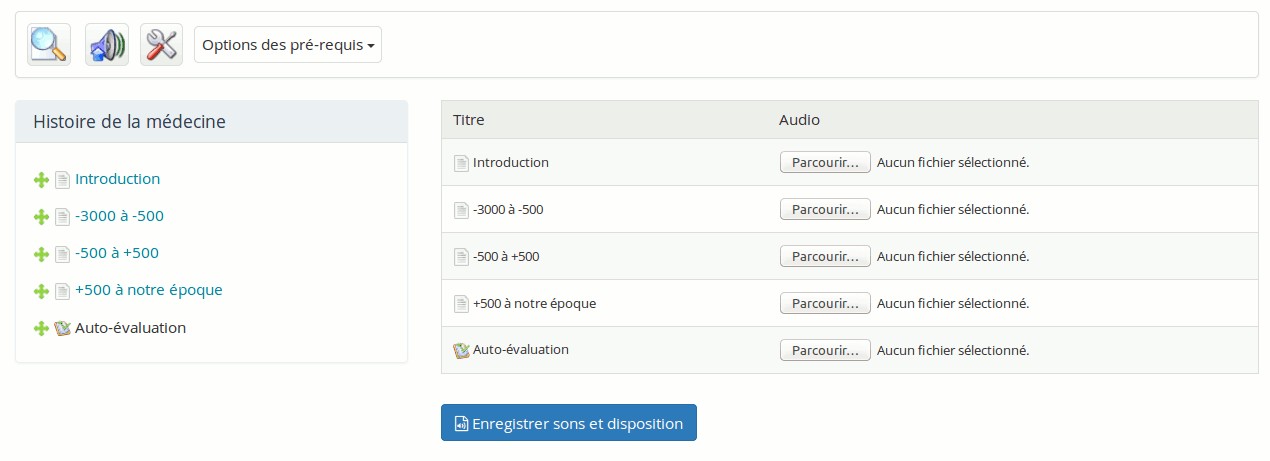 Options des pré-requis
Histoire de la médecine
Introduction
-3000 à -500
-500 à +500
+500 à notre époque
Auto-évaluation
Titre Audio
Introduction Parcourir... Aucun fichier sélectionné.
-3000 à -500 Parcourir... Aucun fichier sélectionné.
-500 à +500 Parcourir... Aucun fichier sélectionné.
+500 à notre époque Parcourir... Aucun fichier sélectionné.
Auto-évaluation Parcourir... Aucun fichier sélectionné.
Enregistrer sons et disposition